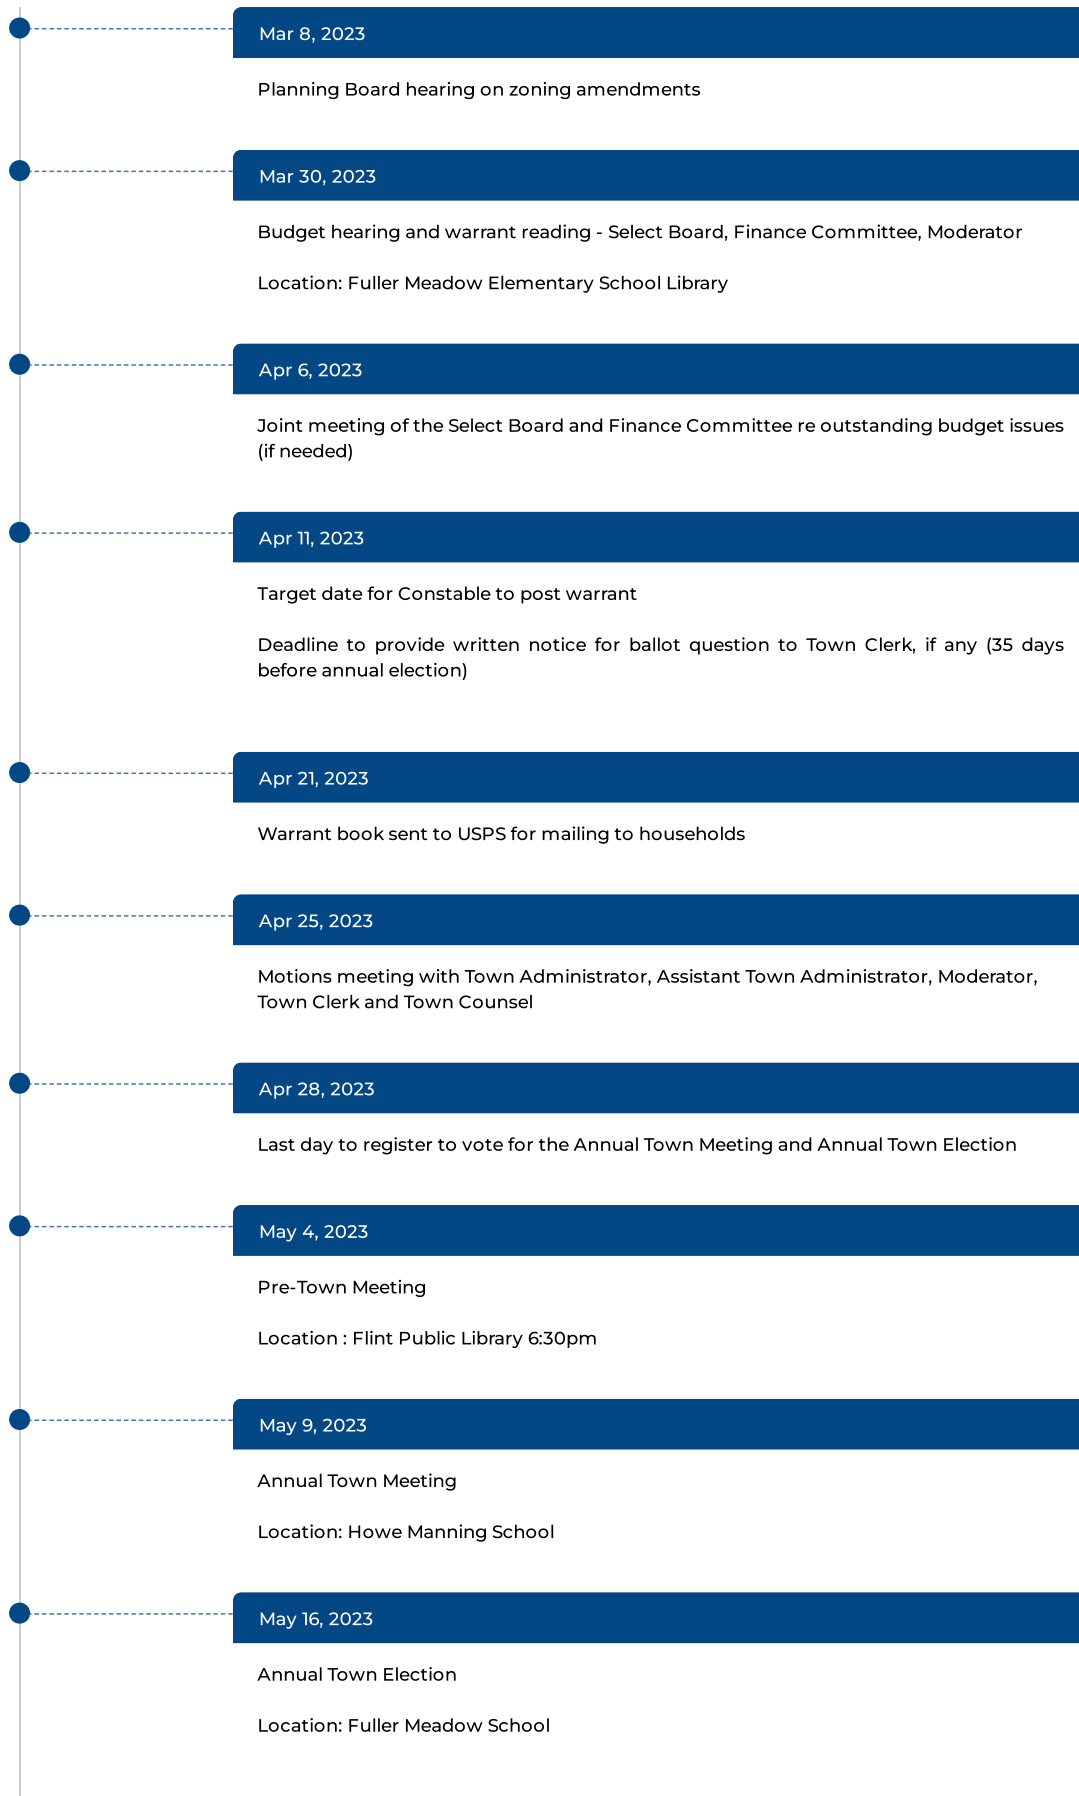 Mar 8, 2023
Planning Board hearing on zoning amendments
Mar 30, 2023
Budget hearing and warrant reading - Select Board, Finance Committee, Moderator
Location: Fuller Meadow Elementary School Library
Apr 6, 2023
Joint meeting of the Select Board and Finance Committee re outstanding budget issues
(if needed)
Apr 11, 2023
Target date for Constable to post warrant
Deadline to provide written notice for ballot question to Town Clerk, if any (35 days
before annual election)
Apr 21, 2023
Warrant book sent to USPS for mailing to households
Apr 25, 2023
Motions meeting with Town Administrator, Assistant Town Administrator, Moderator,
Town Clerk and Town Counsel
Apr 28, 2023
Last day to register to vote for the Annual Town Meeting and Annual Town Election
May 4, 2023
Pre-Town Meeting
Location : Flint Public Library 6:30pm
May 9, 2023
Annual Town Meeting
Location: Howe Manning School
May 16, 2023
Annual Town Election
Location: Fuller Meadow School